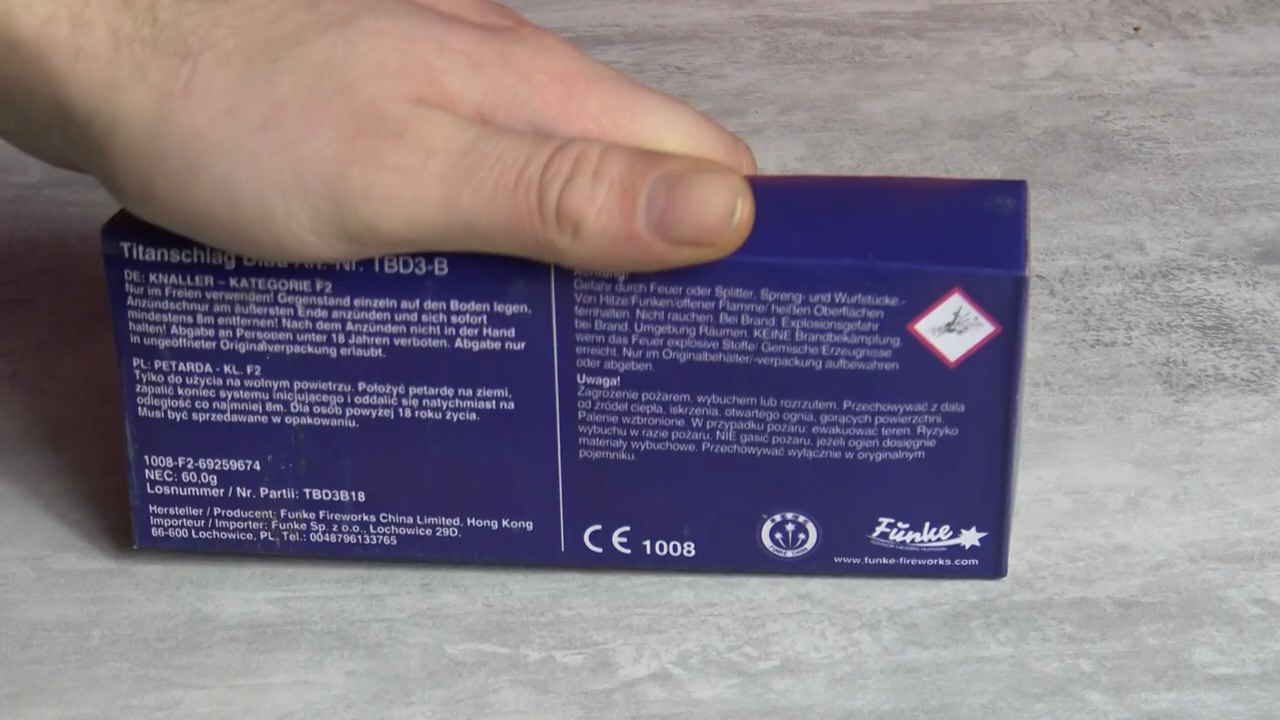 Titanschlag Blau Art. Nr. TBD3-B
DE: KNALLER – KATEGORIE F2
Nur im Freien verwenden! Gegenstand einzeln auf den Boden legen,
Anzündschnur am äußersten Ende anzünden und sich sofort
mindestens 8m entfernen! Nach dem Anzünden nicht in der Hand
halten! Abgabe an Personen unter 18 Jahren verboten. Abgabe nur
in ungeöffneter Originalverpackung erlaubt.
PL: PETARDA - KL. F2
Tylko do użycia na wolnym powietrzu. Położyć petardę na ziemi,
zapalić koniec systemu inicjującego i oddalić się natychmiast na
odległość co najmniej 8m. Dla osób powyżej 18 roku życia.
Musi być sprzedawane w opakowaniu.
1008-F2-69259674
NEC: 60,0g
Losnummer / Nr. Partii: TBD3B18
Hersteller / Producent: Funke Fireworks China Limited, Hong Kong
Importeur / Importer: Funke Sp. z o.o., Lochowice 29D,
66-600 Lochowice, PL, Tel.: 0048796133765
Achtung!
Gefahr durch Feuer oder Splitter, Spreng- und Wurfstücke.-
Von Hitze/Funken/offener Flamme/ heißen Oberflächen
fernhalten. Nicht rauchen. Bei Brand: Explosionsgefahr
bei Brand. Umgebung Räumen. KEINE Brandbekämpfung,
wenn das Feuer explosive Stoffe/ Gemische/Erzeugnisse
erreicht. Nur im Originalbehälter/-verpackung aufbewahren
oder abgeben.
Uwaga!
Zagrożenie pożarem, wybuchem lub rozrzutem. Przechowywać z dala
od źródeł ciepła, iskrzenia, otwartego ognia, gorących powierzchni.
Palenie wzbronione. W przypadku pożaru: ewakuować teren. Ryzyko
wybuchu w razie pożaru. NIE gasić pożaru, jeżeli ogień dosięgnie
materiały wybuchowe. Przechowywać wyłącznie w oryginalnym
pojemniku.
CE 1008
FUNKE CHINA
Funke
www.funke-fireworks.com